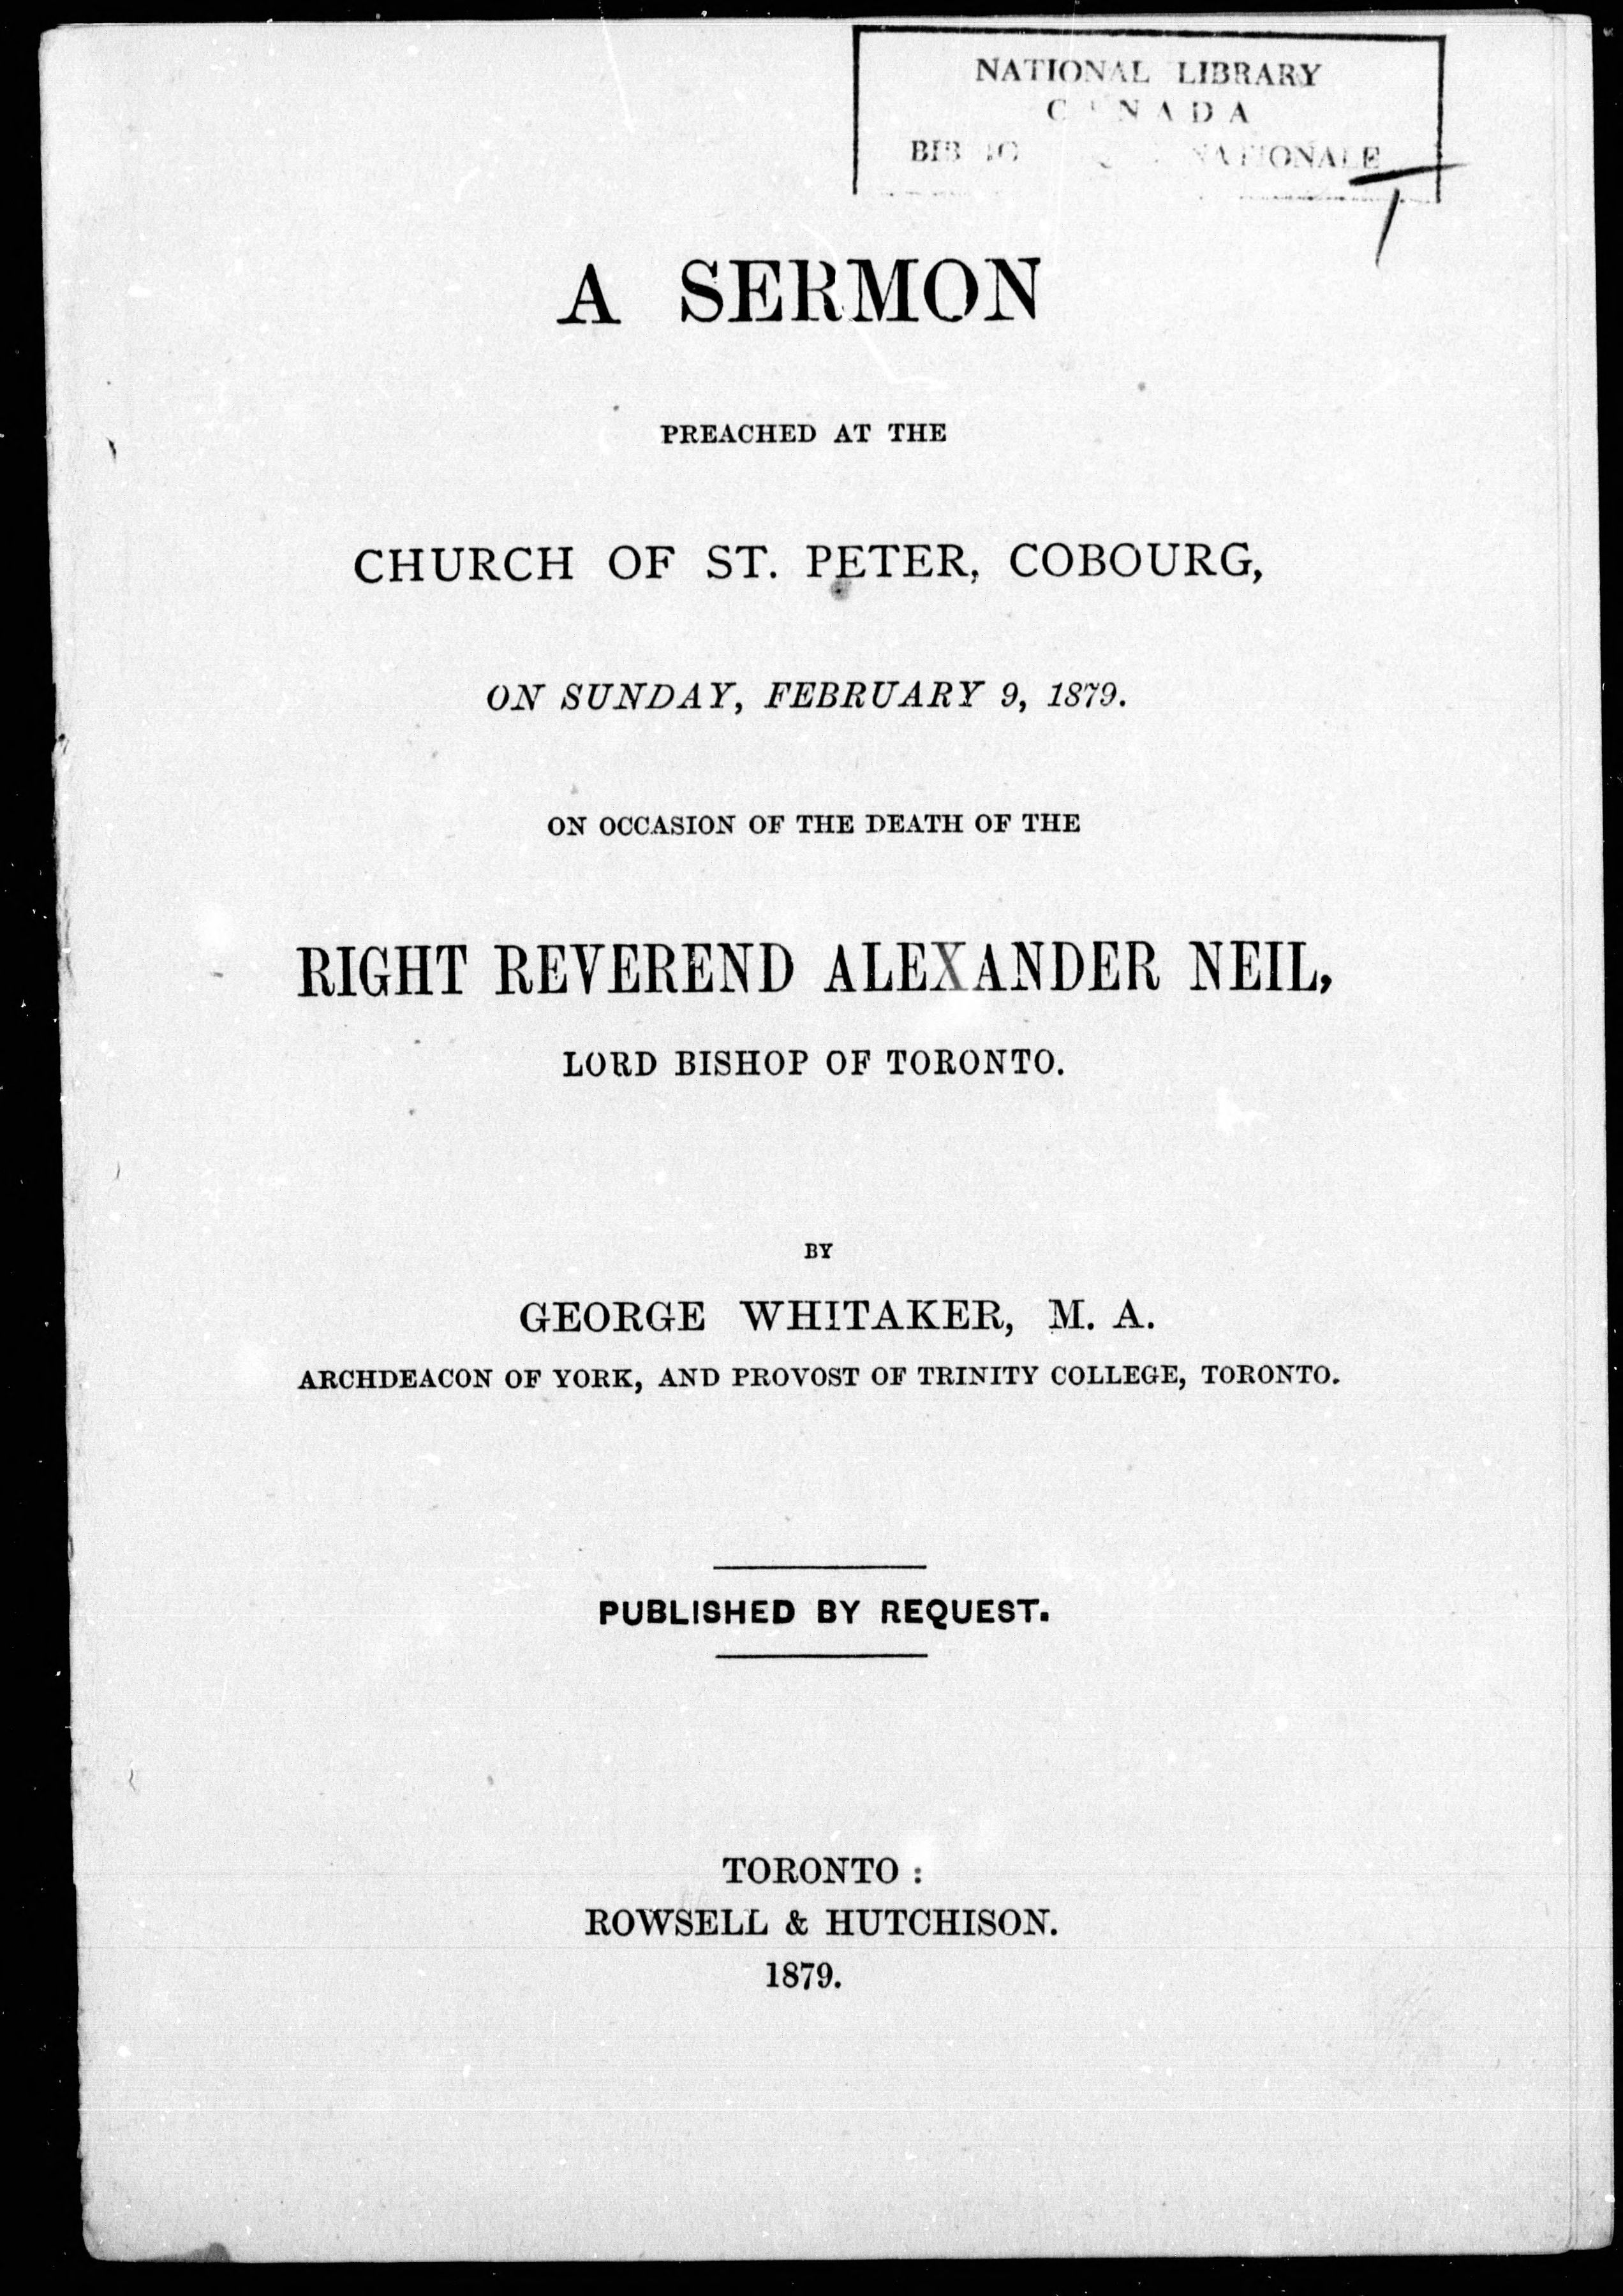 NATIONAL LIBRARY
CANADA
NATIONALE
A SERMON
PREACHED AT THE
CHURCH OF ST. PETER, COBOURG,
ON SUNDAY, FEBRUARY 9, 1879.
ON OCCASION OF THE DEATH OF THE
RIGHT REVEREND ALEXANDER NEIL,
LORD BISHOP OF TORONTO.
BY
GEORGE WHITAKER, M. A.
ARCHDEACON OF YORK, AND PROVOST OF TRINITY COLLEGE, TORONTO.
PUBLISHED BY REQUEST.
TORONTO :
ROWSELL & HUTCHISON.
1879.